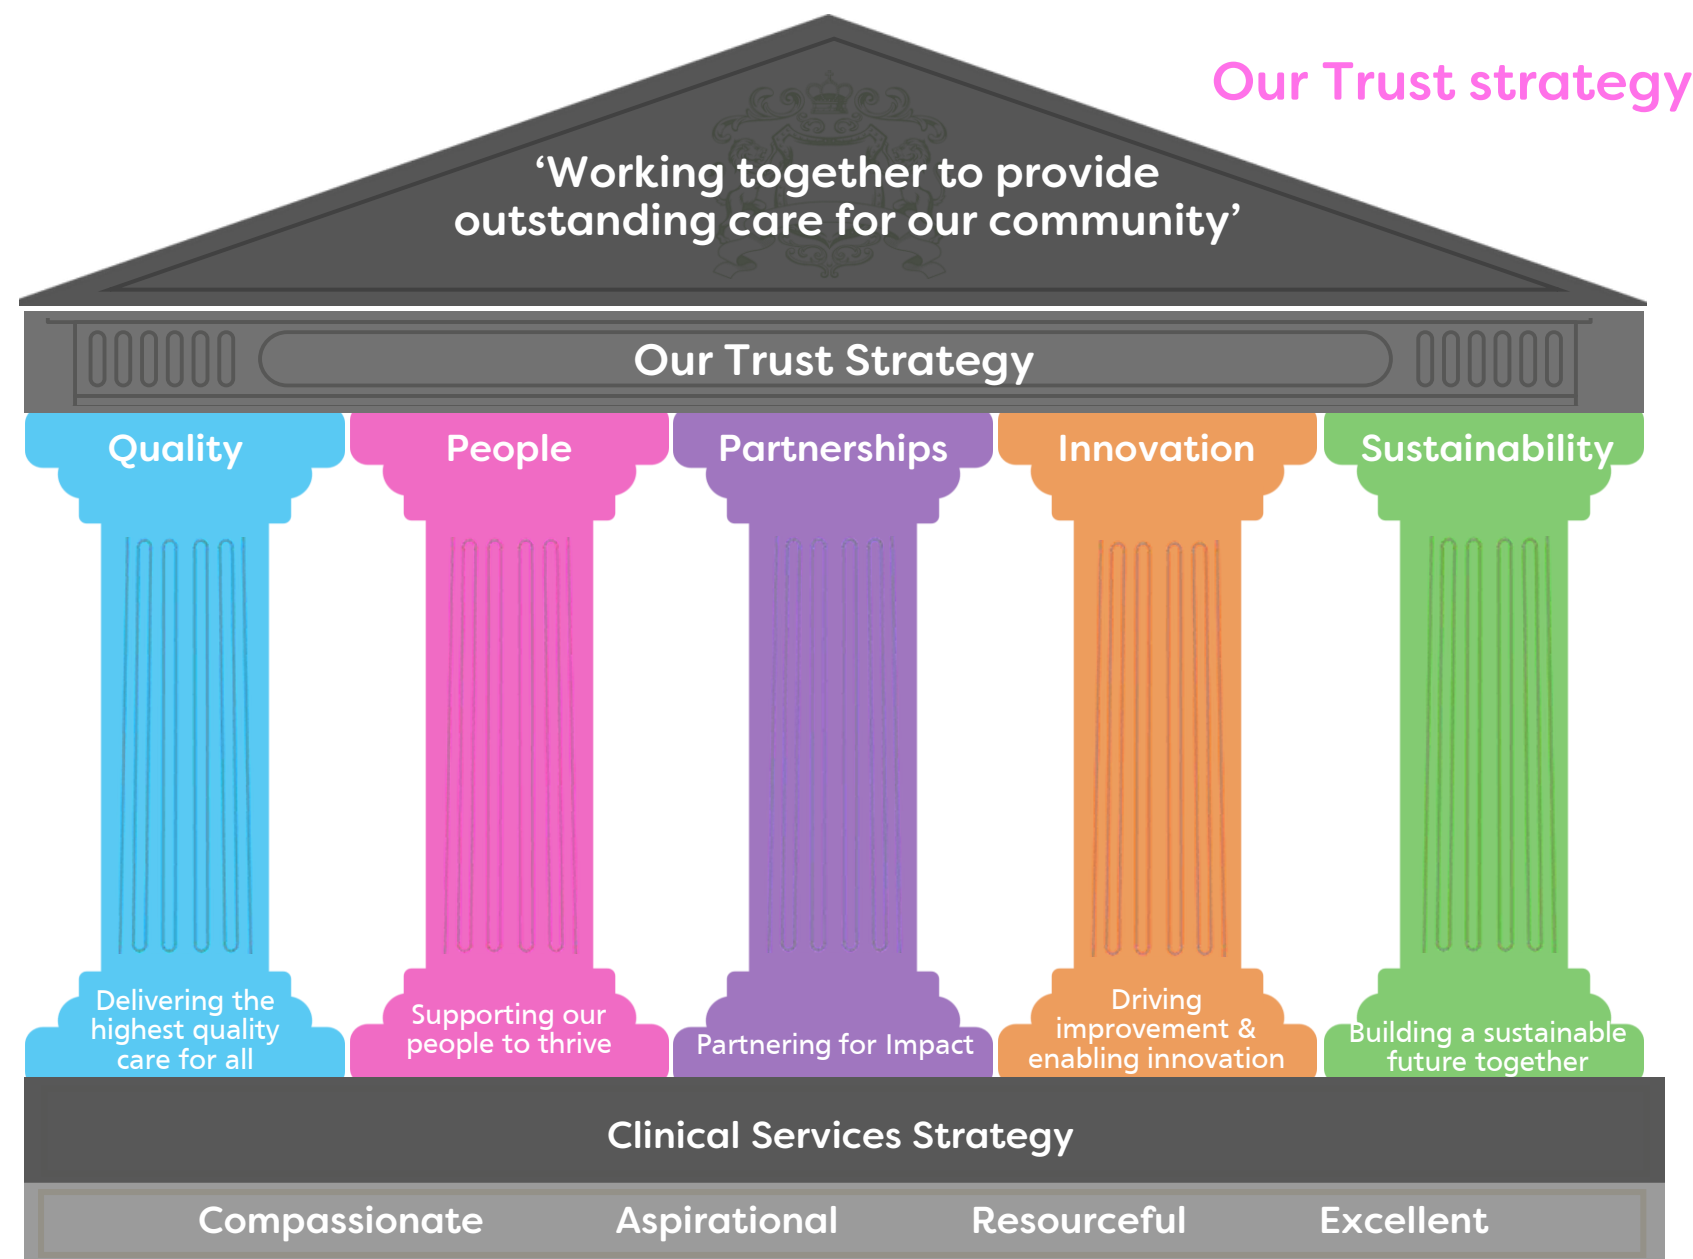 Our Trust strategy
‘Working together to provide
outstanding care for our community’
Our Trust Strategy
Quality
People
Partnerships
Innovation
Sustainability
Delivering the
highest quality
care for all
Supporting our
people to thrive
Partnering for Impact
Driving
improvement &
enabling innovation
Building a sustainable
future together
Clinical Services Strategy
Compassionate
Aspirational
Resourceful
Excellent